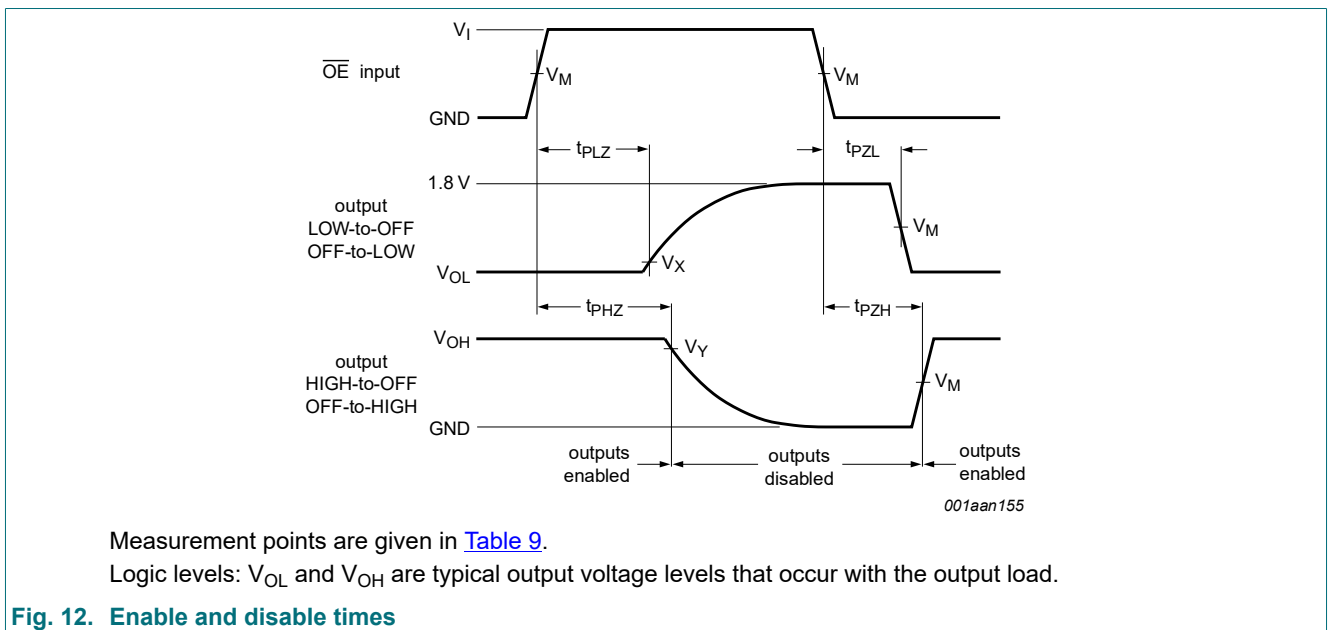 V_I
OE input
V_M
V_M
GND
t_PLZ
t_PZL
1.8 V
output
LOW-to-OFF
OFF-to-LOW
V_M
V_X
V_OL
t_PHZ
t_PZH
V_OH
V_Y
output
HIGH-to-OFF
OFF-to-HIGH
V_M
GND
outputs
enabled
outputs
disabled
outputs
enabled
001aan155
Measurement points are given in Table 9.
Logic levels: V_OL and V_OH are typical output voltage levels that occur with the output load.
Fig. 12. Enable and disable times